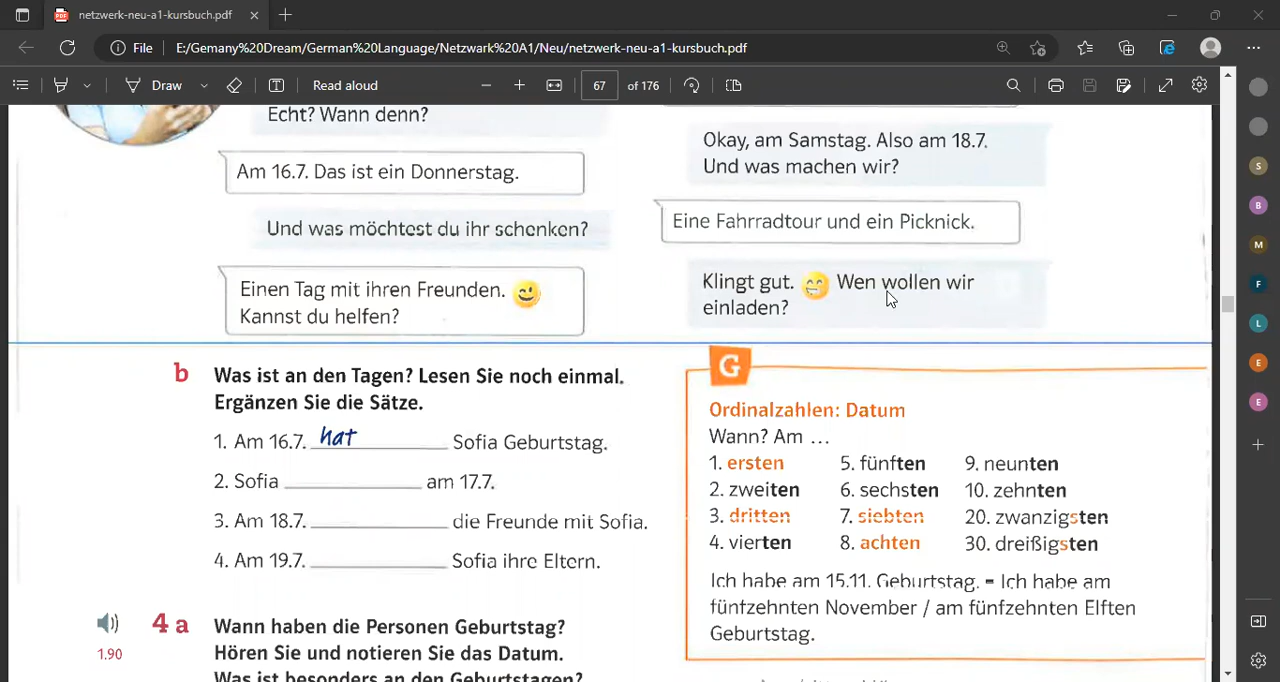 netzwerk-neu-a1-kursbuch.pdf
File
E:/Gemany%20Dream/German%20Language/Netzwark%20A1/Neu/netzwerk-neu-a1-kursbuch.pdf
Draw
Read aloud
67 of 176
Echt? Wann denn?
Am 16.7. Das ist ein Donnerstag.
Und was möchtest du ihr schenken?
Einen Tag mit ihren Freunden.
Kannst du helfen?
Okay, am Samstag. Also am 18.7.
Und was machen wir?
Eine Fahrradtour und ein Picknick.
Klingt gut. Wen wollen wir
einladen?
b Was ist an den Tagen? Lesen Sie noch einmal.
Ergänzen Sie die Sätze.
1. Am 16.7. hat Sofia Geburtstag.
2. Sofia ____________ am 17.7.
3. Am 18.7. ____________ die Freunde mit Sofia.
4. Am 19.7. ____________ Sofia ihre Eltern.
G
Ordinalzahlen: Datum
Wann? Am ...
1. ersten 5. fünften 9. neunten
2. zweiten 6. sechsten 10. zehnten
3. dritten 7. siebten 20. zwanzigsten
4. vierten 8. achten 30. dreißigsten
Ich habe am 15.11. Geburtstag. = Ich habe am
fünfzehnten November / am fünfzehnten Elften
Geburtstag.
1.90
4 a Wann haben die Personen Geburtstag?
Hören Sie und notieren Sie das Datum.
Was ist besonders an den Geburtstagen?
S
B
M
F
L
E
E